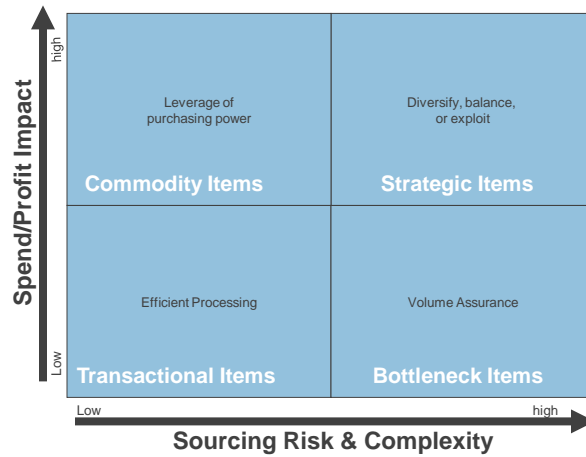 high
Spend/Profit Impact
Low
Leverage of
purchasing power
Commodity Items
Diversify, balance,
or exploit
Strategic Items
Efficient Processing
Transactional Items
Volume Assurance
Bottleneck Items
Low
high
Sourcing Risk & Complexity